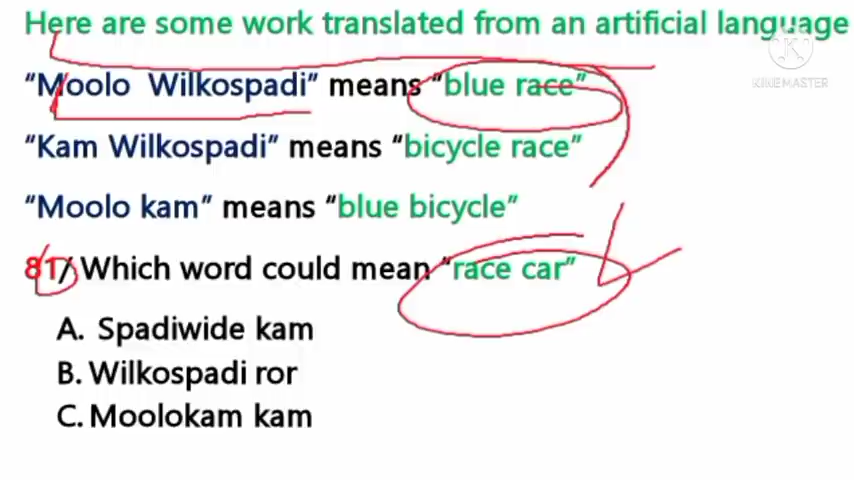 Here are some work translated from an artificial language
K
KINEMASTER
“Moolo Wilkospadi” means “blue race”
“Kam Wilkospadi” means “bicycle race”
“Moolo kam” means “blue bicycle”
81/ Which word could mean “race car”
A. Spadiwide kam
B. Wilkospadi ror
C. Moolokam kam